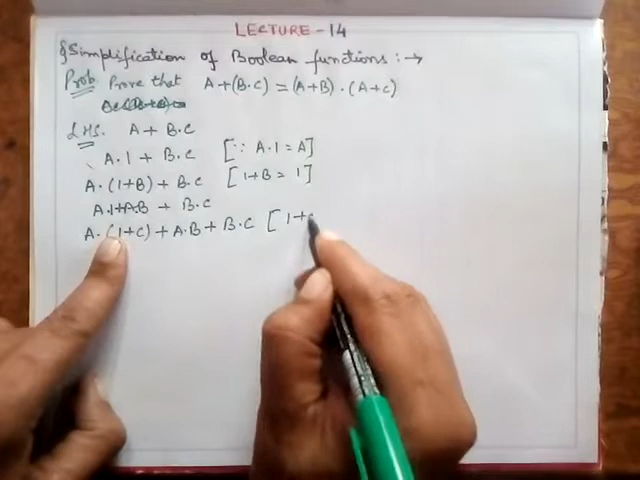 LECTURE - 14
§ Simplification of Boolean functions :→
Prob. Prove that A+(B.C) = (A+B) . (A+C)
LHS. A + B.C
A.1 + B.C [∵ A.1 = A]
A.(1+B) + B.C [1+B = 1]
A.1+A.B + B.C
A.(1+C) + A.B + B.C [1+